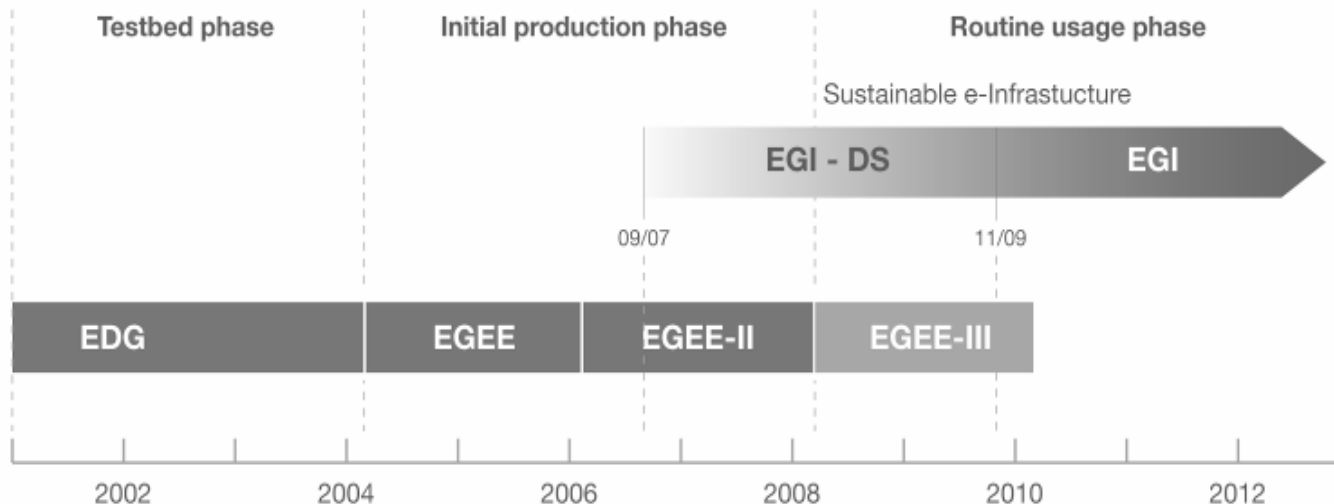 Testbed phase
Initial production phase
Routine usage phase
Sustainable e-Infrastucture
EGI - DS
EGI
09/07
11/09
EDG
EGEE
EGEE-II
EGEE-III
2002
2004
2006
2008
2010
2012